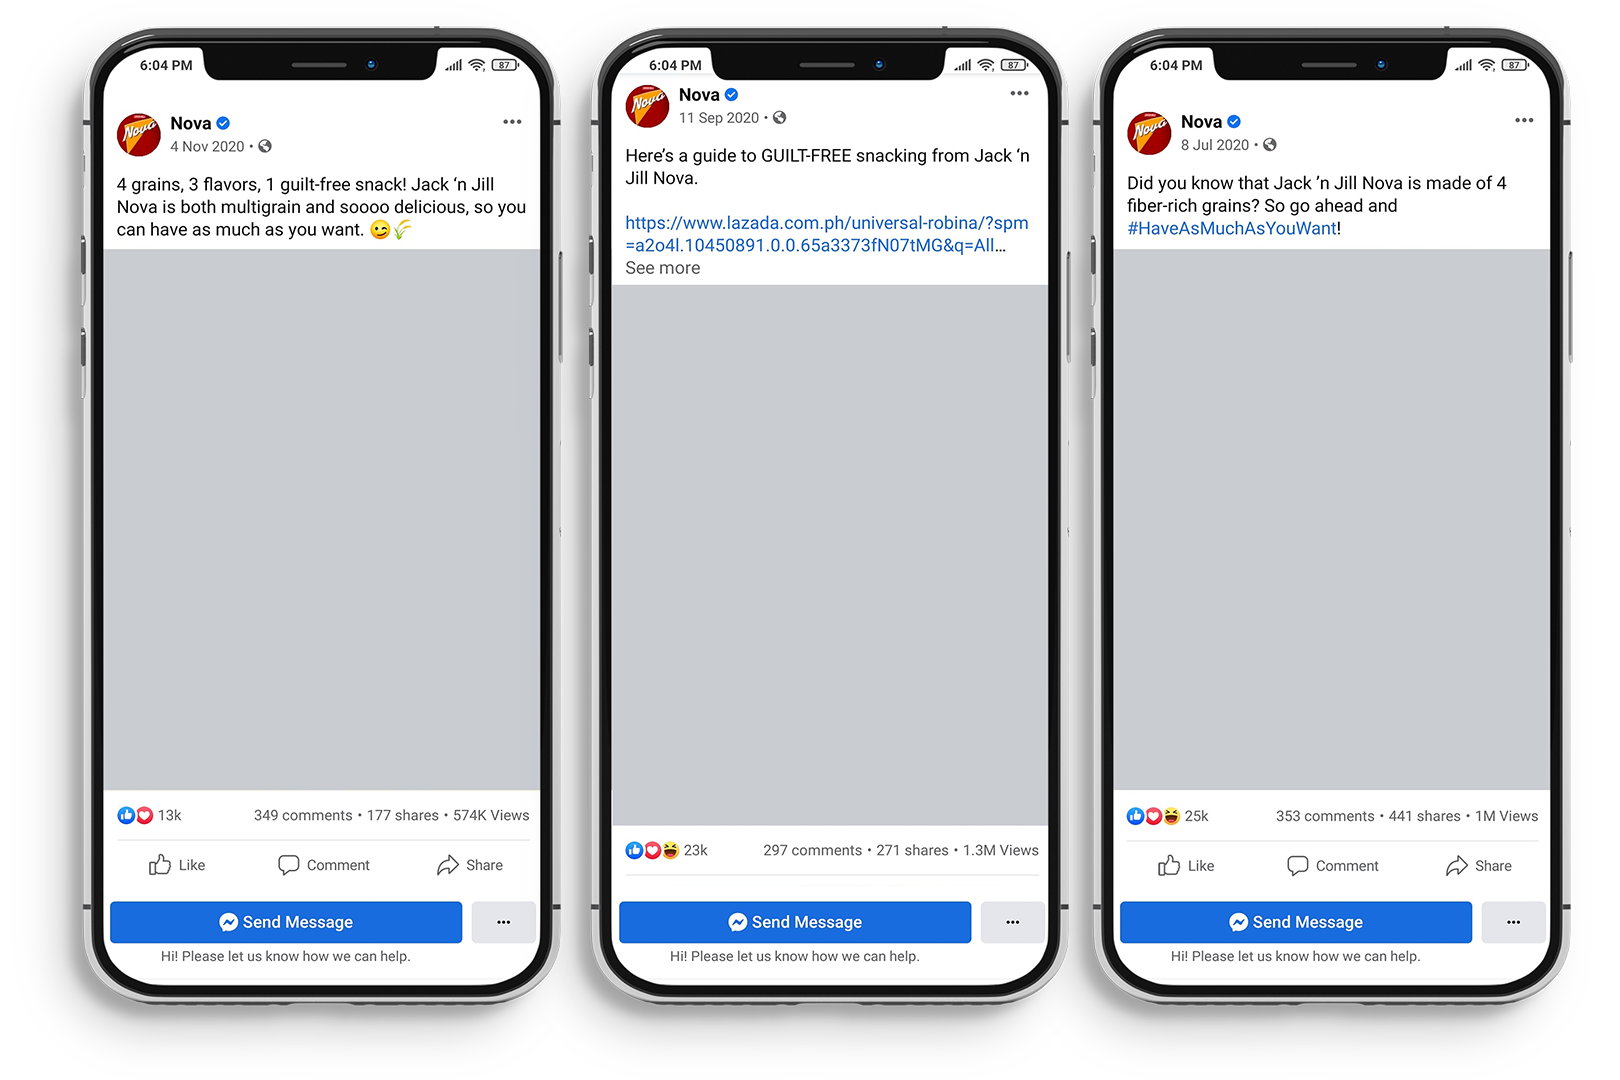 6:04 PM
87
Nova
Nova
4 Nov 2020 •
4 grains, 3 flavors, 1 guilt-free snack! Jack ‘n Jill
Nova is both multigrain and soooo delicious, so you
can have as much as you want. 😉🌾
13k
349 comments • 177 shares • 574K Views
Like
Comment
Share
Send Message
...
Hi! Please let us know how we can help.
6:04 PM
87
Nova
Nova
11 Sep 2020 •
Here’s a guide to GUILT-FREE snacking from Jack ‘n
Jill Nova.
https://www.lazada.com.ph/universal-robina/?spm
=a2o4l.10450891.0.0.65a3373fN07tMG&q=All...
See more
23k
297 comments • 271 shares • 1.3M Views
Send Message
...
Hi! Please let us know how we can help.
6:04 PM
87
Nova
Nova
8 Jul 2020 •
Did you know that Jack ’n Jill Nova is made of 4
fiber-rich grains? So go ahead and
#HaveAsMuchAsYouWant!
25k
353 comments • 441 shares • 1M Views
Like
Comment
Share
Send Message
...
Hi! Please let us know how we can help.